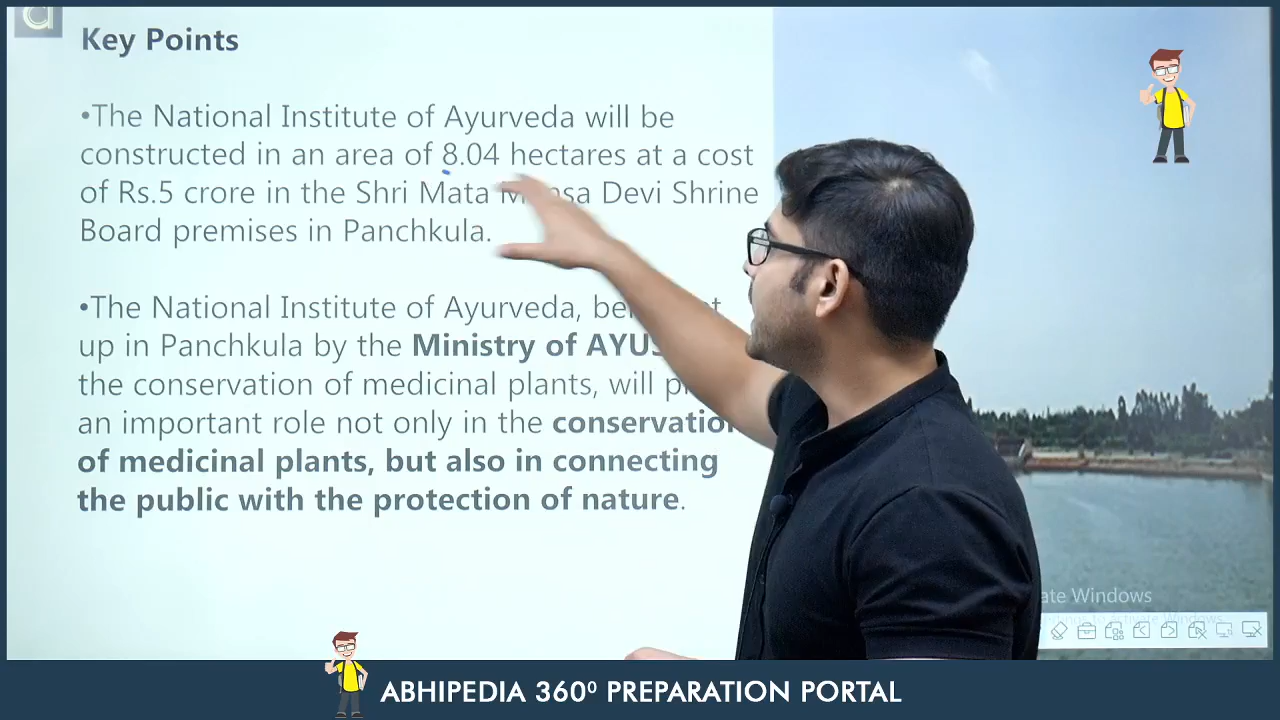 Key Points
•The National Institute of Ayurveda will be
constructed in an area of 8.04 hectares at a cost
of Rs.5 crore in the Shri Mata Devi Shrine
Board premises in Panchkula.
•The National Institute of Ayurveda,
up in Panchkula by the Ministry of
the conservation of medicinal plants, will
an important role not only in the conservation
of medicinal plants, but also in connecting
the public with the protection of nature.
Windows
ABHIPEDIA 360⁰ PREPARATION PORTAL